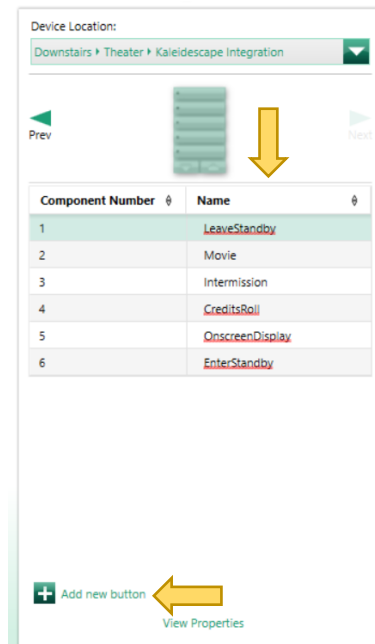 Device Location:
Downstairs ▸ Theater ▸ Kaleidescape Integration
Prev Next
Component Number Name
1 LeaveStandby
2 Movie
3 Intermission
4 CreditsRoll
5 OnscreenDisplay
6 EnterStandby
Add new button
View Properties